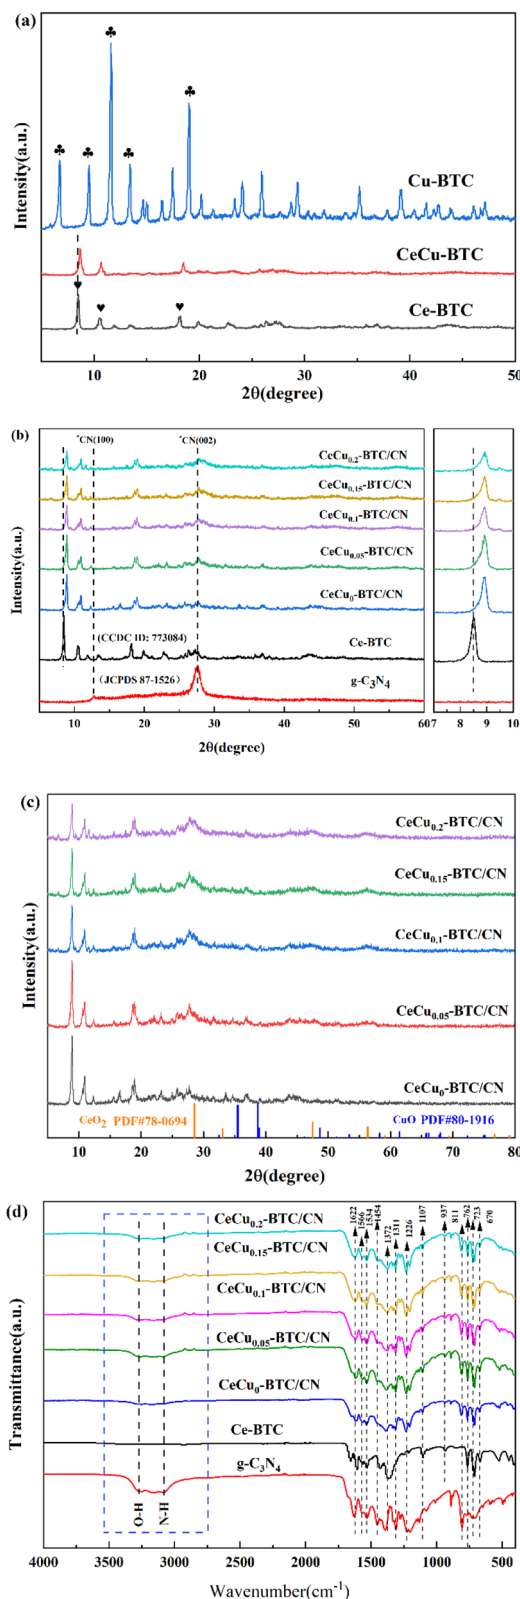 (a)
♣
♣
♣
♣
♣
Cu-BTC
CeCu-BTC
♥
♥
♥
Ce-BTC
Intensity(a.u.)
10
20
30
40
50
2θ(degree)
(b)
*CN(100)
*CN(002)
CeCu0.2-BTC/CN
CeCu0.15-BTC/CN
CeCu0.1-BTC/CN
CeCu0.05-BTC/CN
CeCu0-BTC/CN
(CCDC ID: 773084)
Ce-BTC
(JCPDS 87-1526)
g-C3N4
Intensity(a.u.)
10
20
30
40
50
60
7
8
9
10
2θ(degree)
2θ(degree)
(c)
CeCu0.2-BTC/CN
CeCu0.15-BTC/CN
CeCu0.1-BTC/CN
CeCu0.05-BTC/CN
CeCu0-BTC/CN
CeO2 PDF#78-0694
CuO PDF#80-1916
Intensity(a.u.)
10
20
30
40
50
60
70
80
2θ(degree)
(d)
1622
1566
1534
1454
1372
1311
1226
1107
937
811
762
723
670
CeCu0.2-BTC/CN
CeCu0.15-BTC/CN
CeCu0.1-BTC/CN
CeCu0.05-BTC/CN
CeCu0-BTC/CN
Ce-BTC
g-C3N4
O-H
N-H
Transmittance(a.u.)
4000
3500
3000
2500
2000
1500
1000
500
Wavenumber(cm-1)